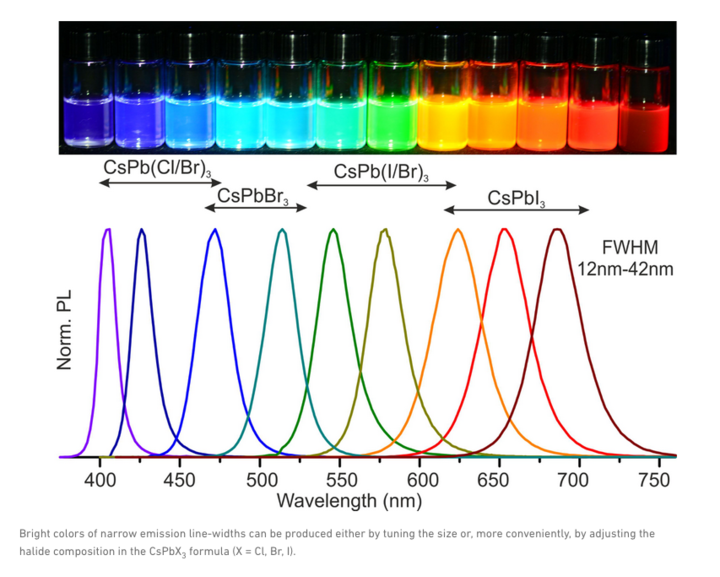 CsPb(Cl/Br)₃
CsPbBr₃
CsPb(I/Br)₃
CsPbI₃
FWHM
12nm-42nm
Norm. PL
400 450 500 550 600 650 700 750
Wavelength (nm)
Bright colors of narrow emission line-widths can be produced either by tuning the size or, more conveniently, by adjusting the
halide composition in the CsPbX₃ formula (X = Cl, Br, I).